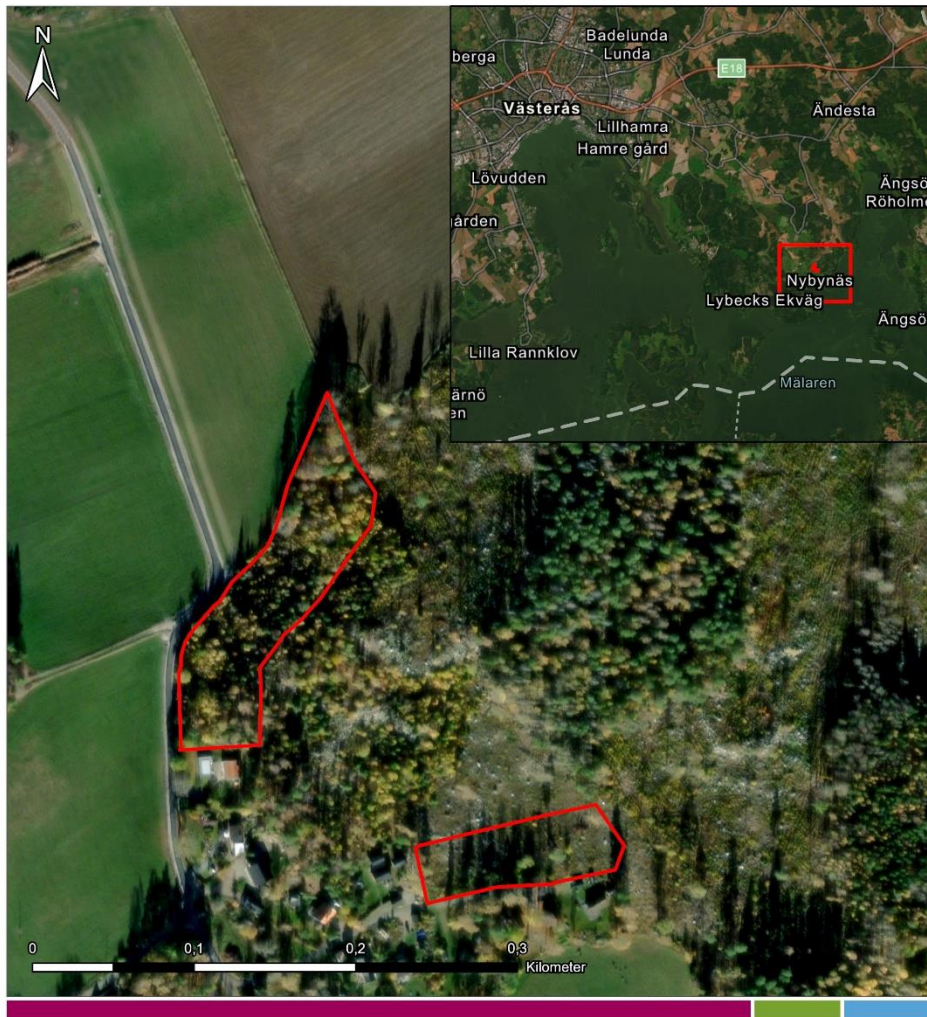 N
Badelunda
Lunda
berga
E18
Västerås
Ändesta
Lillhamra
Hamre gård
Lövudden
Ängsö
Röholme
gården
Nybynäs
Lybecks Ekväg
Ängsö
Lilla Rannklov
Mälaren
ärnö
en
0 0,1 0,2 0,3
Kilometer